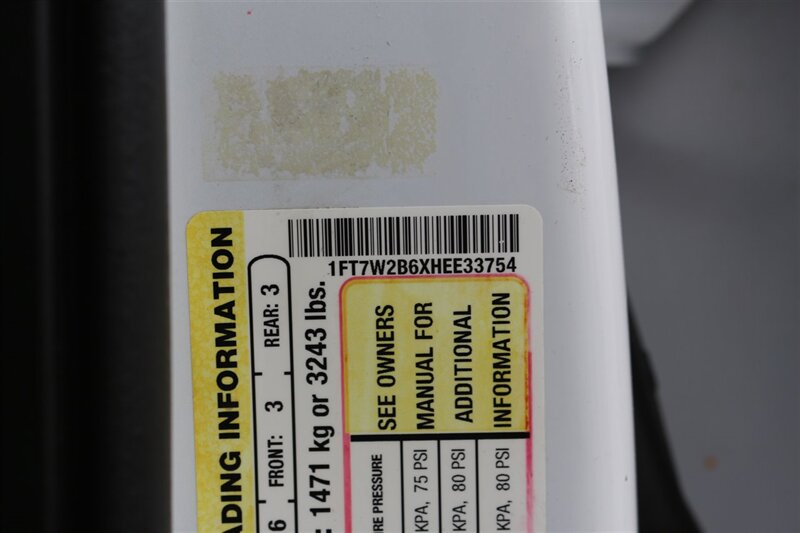 1FT7W2B6XHEE33754
ADING INFORMATION
6 FRONT: 3 REAR: 3
: 1471 kg or 3243 lbs.
SEE OWNERS
MANUAL FOR
ADDITIONAL
INFORMATION
RE PRESSURE
KPA, 75 PSI
KPA, 80 PSI
KPA, 80 PSI